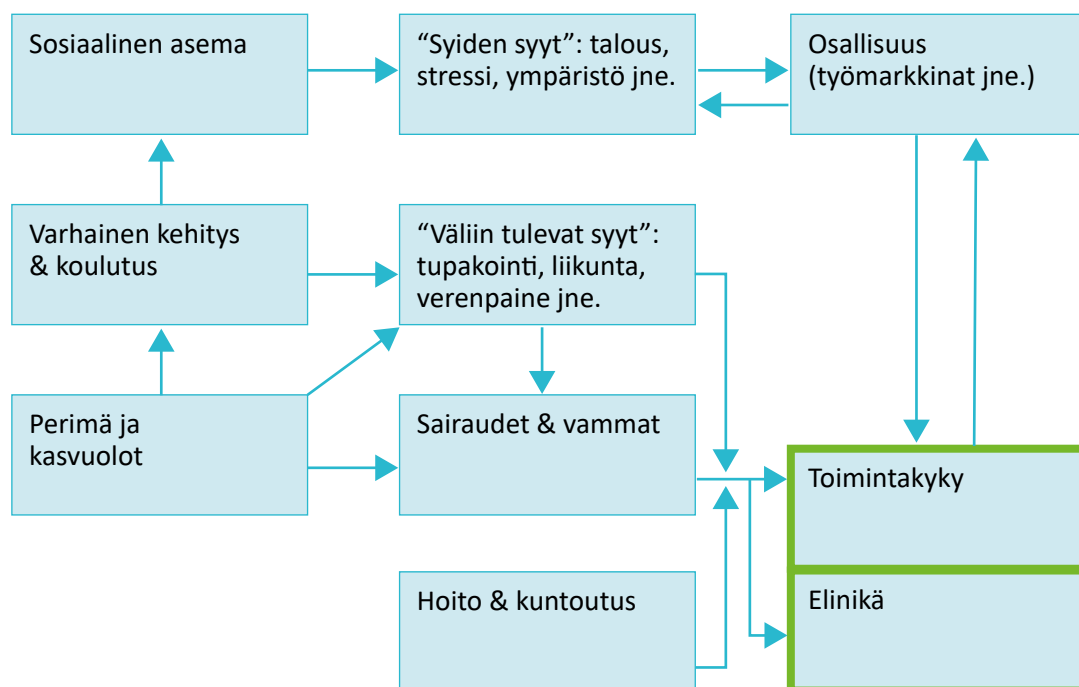 Sosiaalinen asema
“Syiden syyt”: talous,
stressi, ympäristö jne.
Osallisuus
(työmarkkinat jne.)
Varhainen kehitys
& koulutus
“Väliin tulevat syyt”:
tupakointi, liikunta,
verenpaine jne.
Perimä ja
kasvuolot
Sairaudet & vammat
Toimintakyky
Hoito & kuntoutus
Elinikä